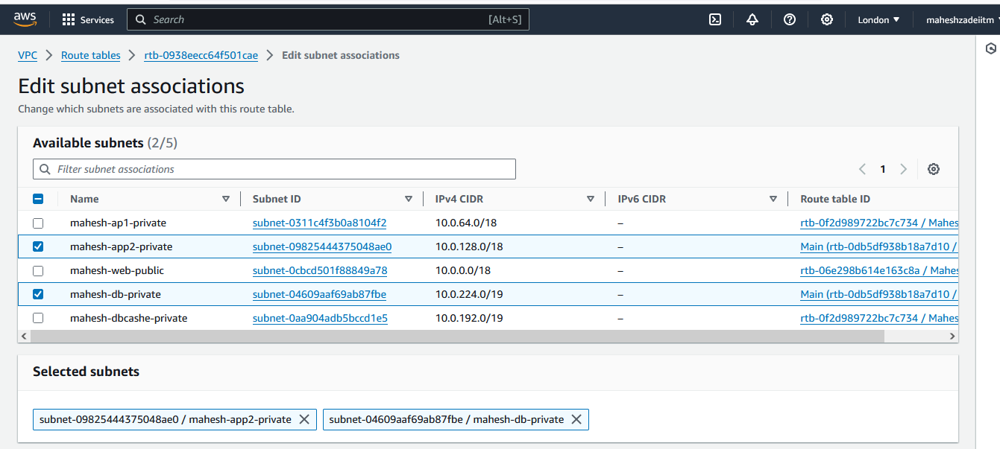 aws Services Search [Alt+S] London maheshzadeiitm
VPC Route tables rtb-0938eecc64f501cae Edit subnet associations
Edit subnet associations
Change which subnets are associated with this route table.
Available subnets (2/5)
Filter subnet associations 1
Name Subnet ID IPv4 CIDR IPv6 CIDR Route table ID
mahesh-ap1-private subnet-0311c4f3b0a8104f2 10.0.64.0/18 – rtb-0f2d989722bc7c734 / Mahes
mahesh-app2-private subnet-09825444375048ae0 10.0.128.0/18 – Main (rtb-0db5df938b18a7d10 /
mahesh-web-public subnet-0cbcd501f88849a78 10.0.0.0/18 – rtb-06e298b614e163c8a / Mahes
mahesh-db-private subnet-04609aaf69ab87fbe 10.0.224.0/19 – Main (rtb-0db5df938b18a7d10 /
mahesh-dbcashe-private subnet-0aa904adb5bccd1e5 10.0.192.0/19 – rtb-0f2d989722bc7c734 / Mahes
Selected subnets
subnet-09825444375048ae0 / mahesh-app2-private subnet-04609aaf69ab87fbe / mahesh-db-private